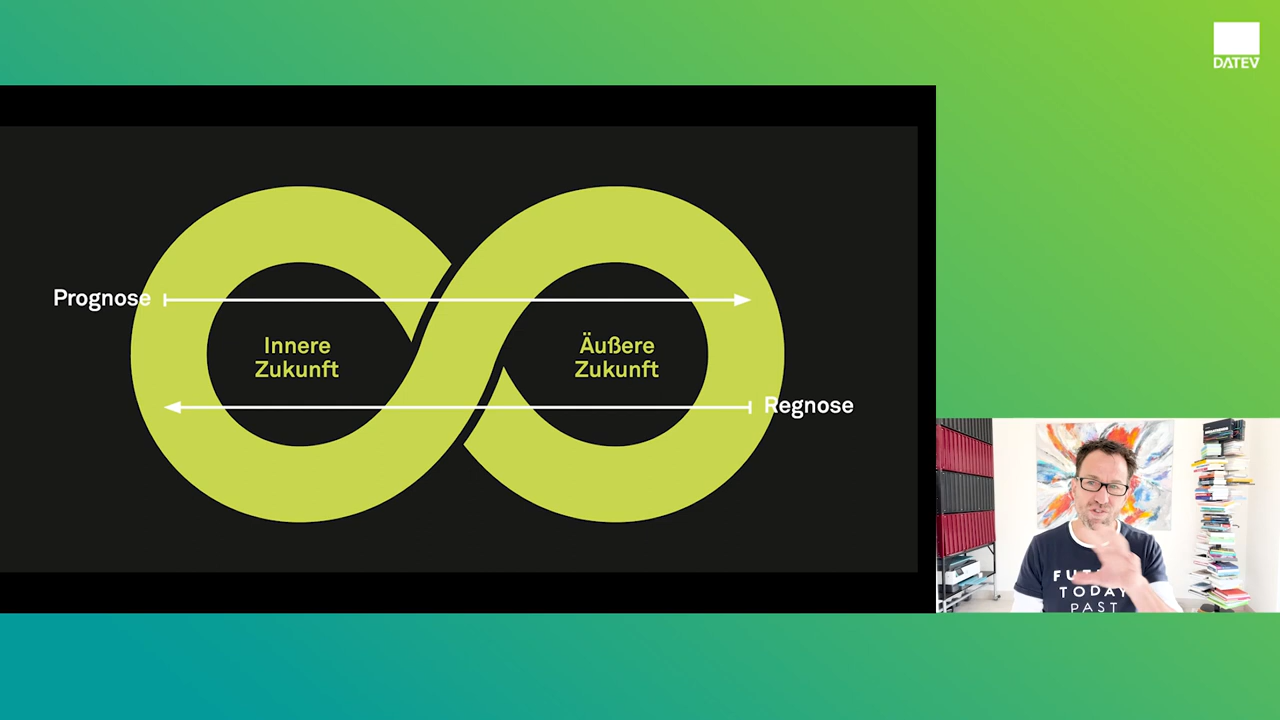 DATEV
Prognose
Innere
Zukunft
Äußere
Zukunft
Regnose
TODAY
PAST